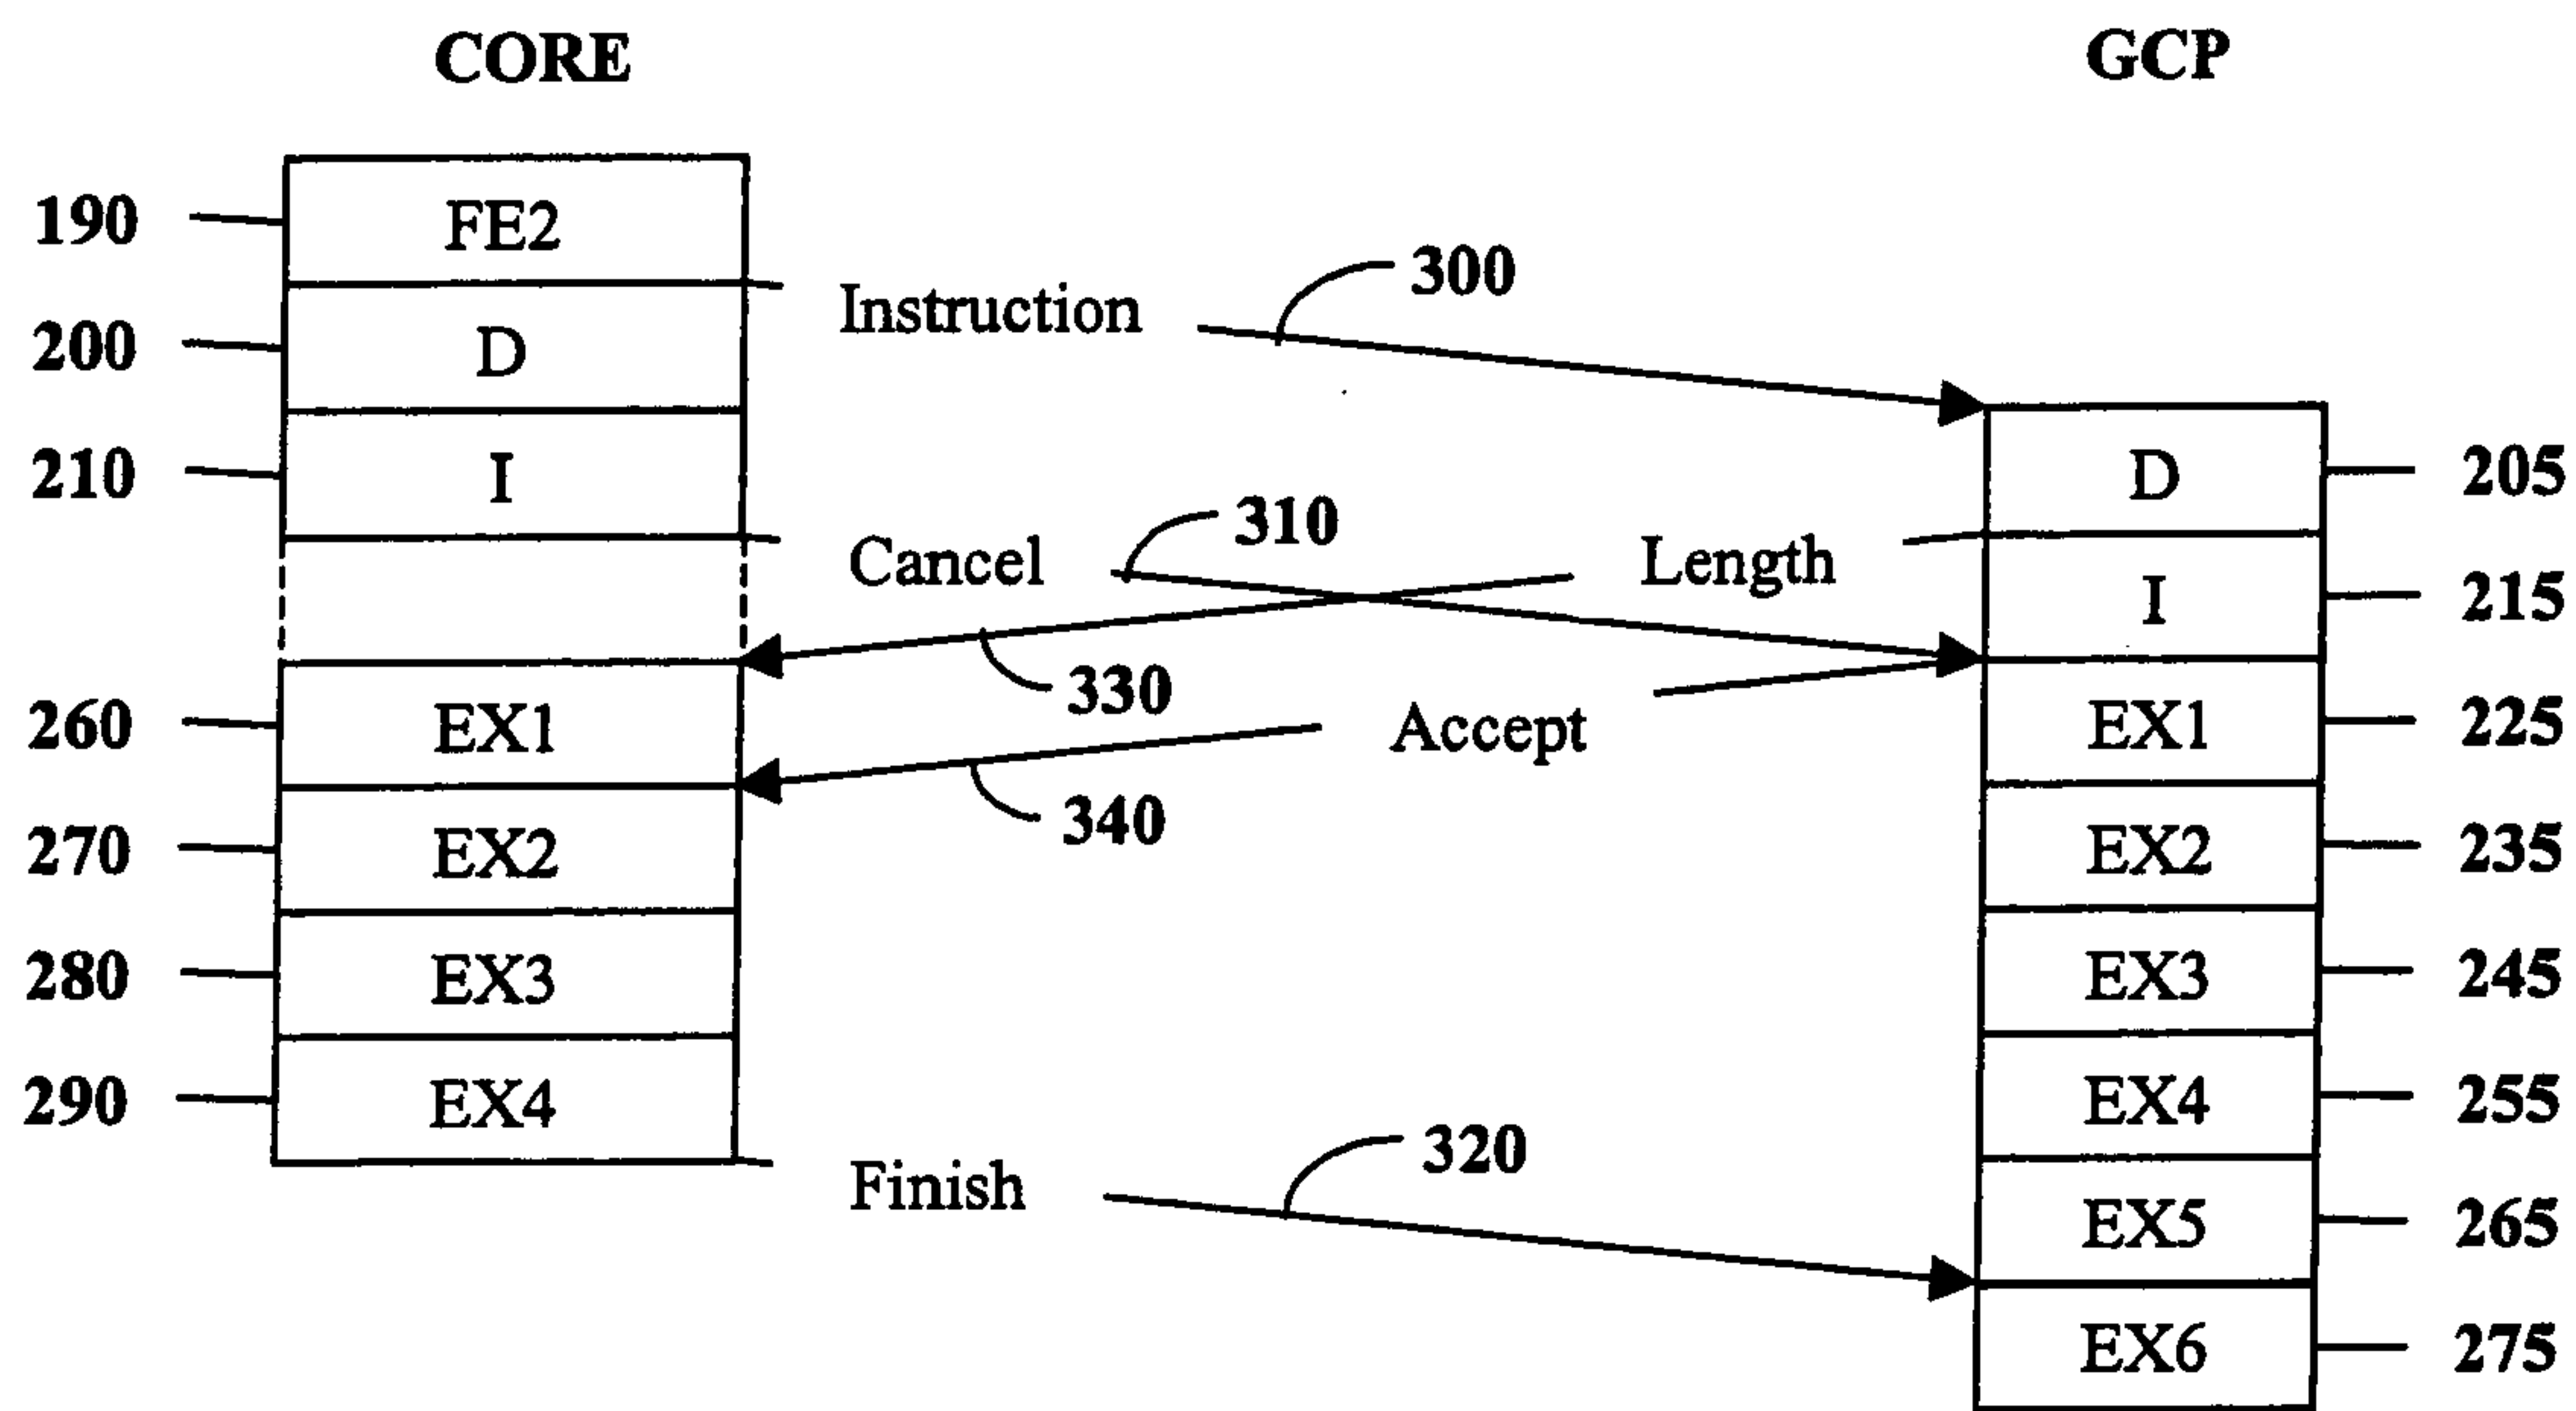 CORE GCP
190 FE2
300
200 D Instruction
210 I D 205
310
Cancel Length
I 215
330
260 EX1 Accept EX1 225
340
270 EX2 EX2 235
280 EX3 EX3 245
290 EX4 EX4 255
320
Finish EX5 265
EX6 275